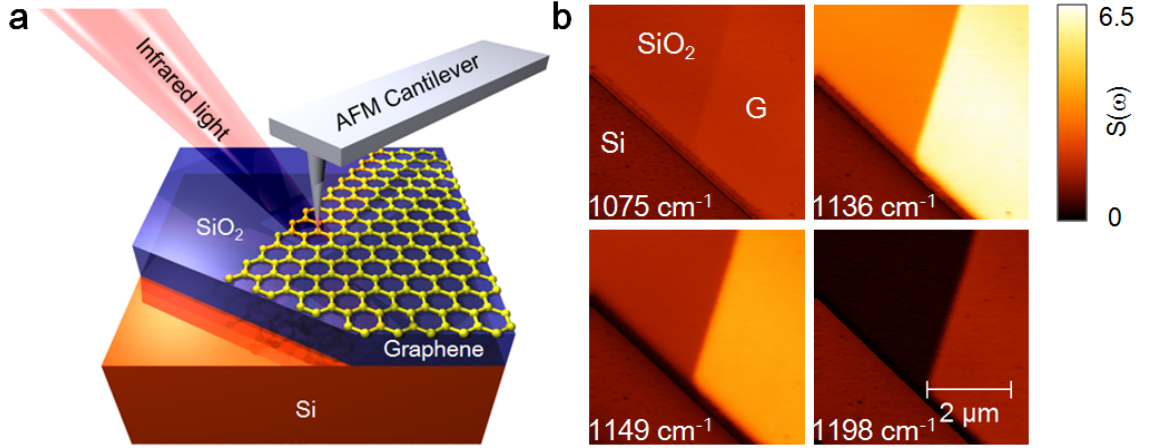 a
Infrared light
AFM Cantilever
SiO₂
Graphene
Si
b
SiO₂
G
Si
1075 cm⁻¹
1136 cm⁻¹
6.5
S(ω)
0
1149 cm⁻¹
1198 cm⁻¹
2 μm